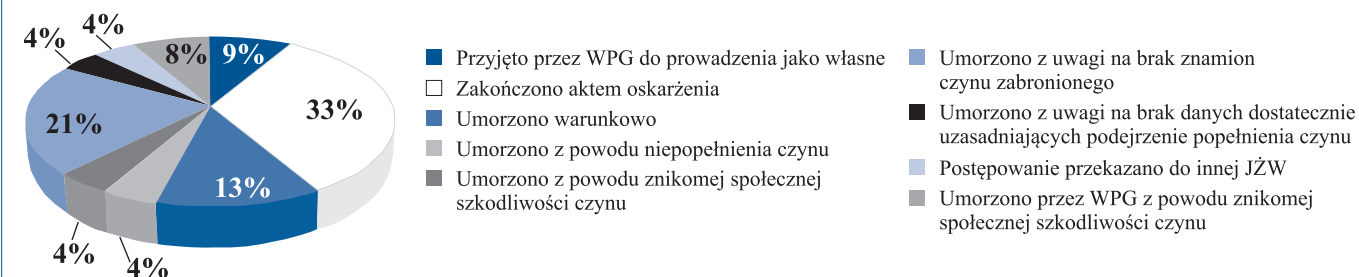 4%
4%
8%
9%
33%
21%
13%
4%
4%
Przyjęto przez WPG do prowadzenia jako własne
Zakończono aktem oskarżenia
Umorzono warunkowo
Umorzono z powodu niepopełnienia czynu
Umorzono z powodu znikomej społecznej
szkodliwości czynu
Umorzono z uwagi na brak znamion
czynu zabronionego
Umorzono z uwagi na brak danych dostatecznie
uzasadniających podejrzenie popełnienia czynu
Postępowanie przekazano do innej JŻW
Umorzono przez WPG z powodu znikomej
społecznej szkodliwości czynu